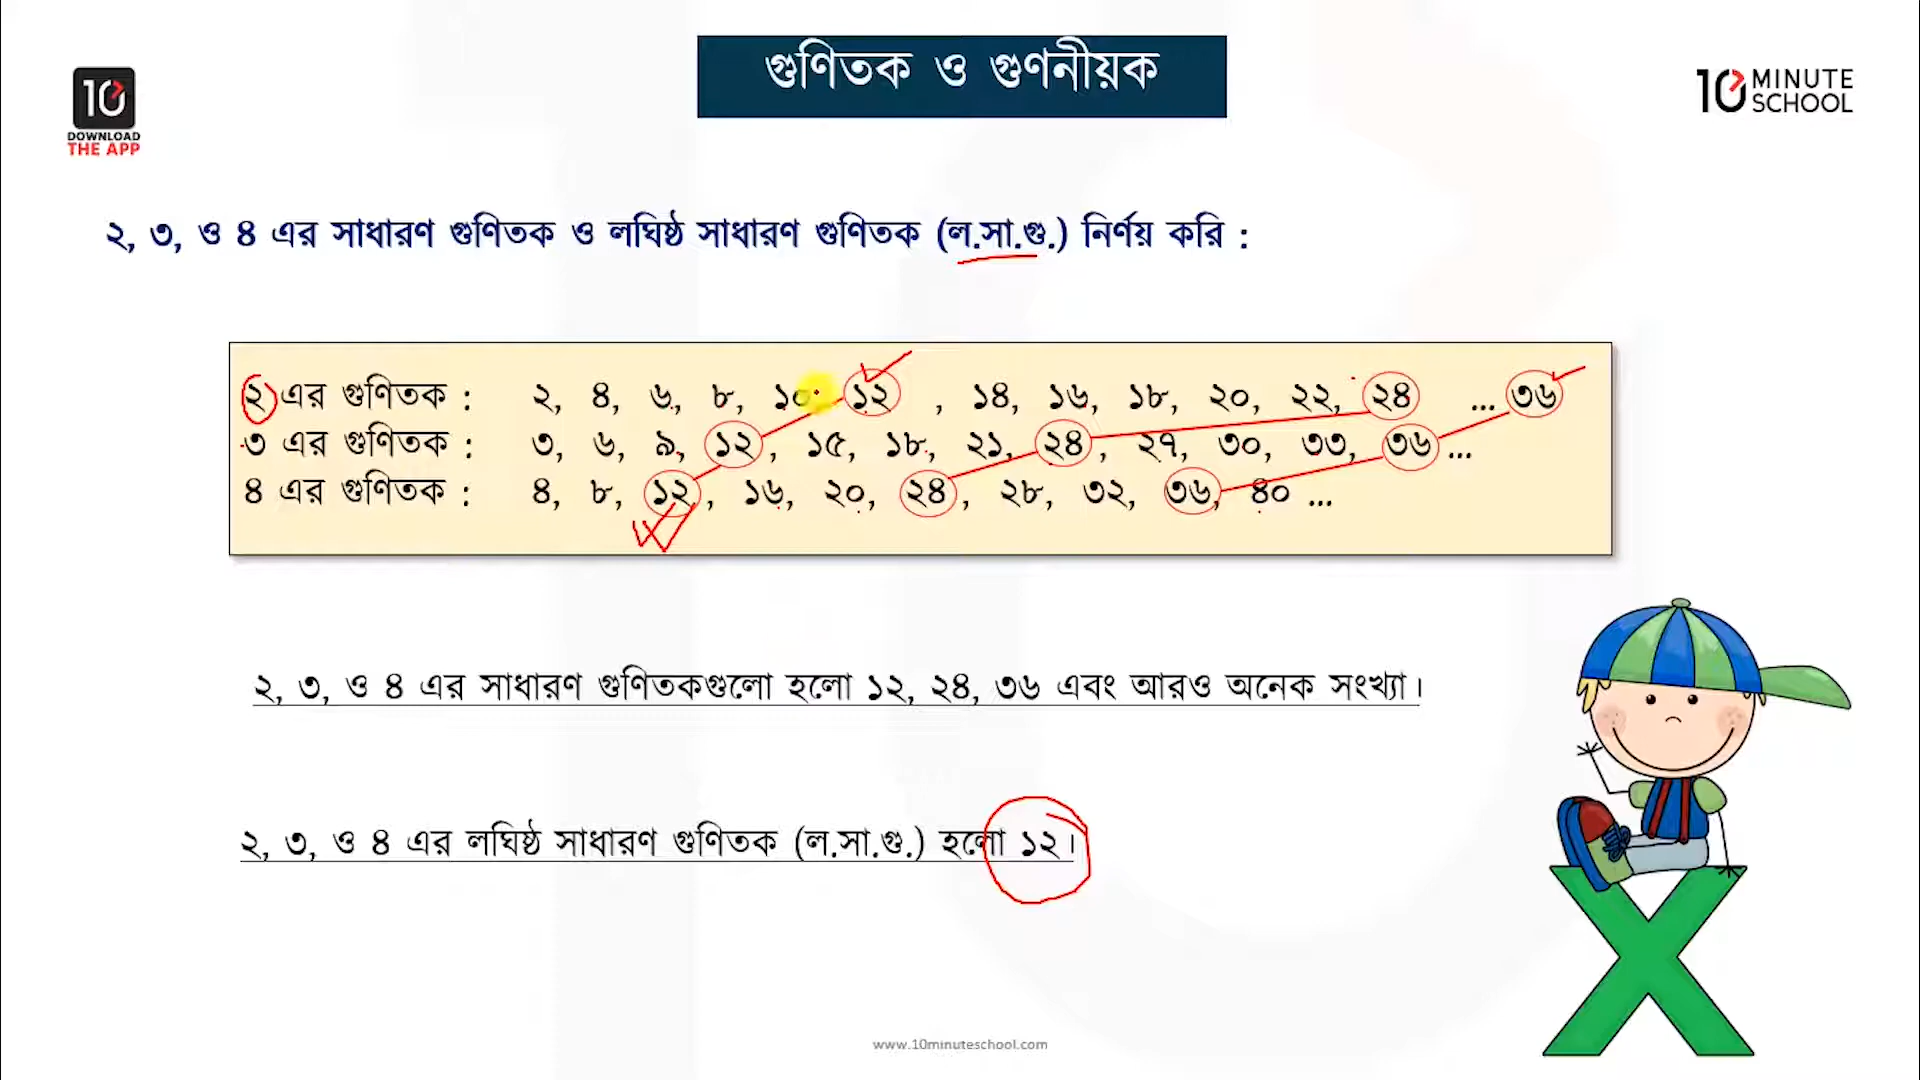 গুণিতক ও গুণনীয়ক
10
DOWNLOAD
THE APP
10 MINUTE
SCHOOL
২, ৩, ও ৪ এর সাধারণ গুণিতক ও লঘিষ্ঠ সাধারণ গুণিতক (ল.সা.গু.) নির্ণয় করি :
২ এর গুণিতক : ২, ৪, ৬, ৮, ১০, ১২ , ১৪, ১৬, ১৮, ২০, ২২, ২৪ ... ৩৬
৩ এর গুণিতক : ৩, ৬, ৯, ১২, ১৫, ১৮, ২১, ২৪, ২৭, ৩০, ৩৩, ৩৬ ...
৪ এর গুণিতক : ৪, ৮, ১২, ১৬, ২০, ২৪, ২৮, ৩২, ৩৬, ৪০ ...
২, ৩, ও ৪ এর সাধারণ গুণিতকগুলো হলো ১২, ২৪, ৩৬ এবং আরও অনেক সংখ্যা।
২, ৩, ও ৪ এর লঘিষ্ঠ সাধারণ গুণিতক (ল.সা.গু.) হলো ১২।
www.10minuteschool.com